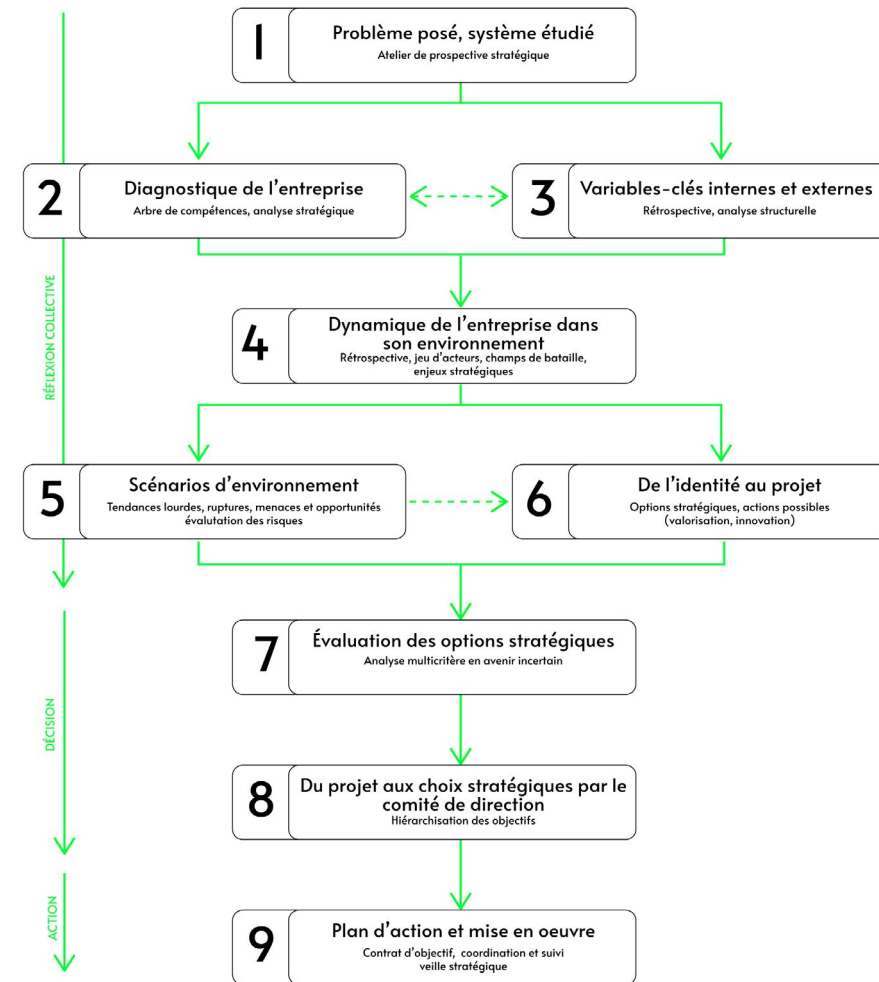 1
Problème posé, système étudié
Atelier de prospective stratégique
2
Diagnostique de l'entreprise
Arbre de compétences, analyse stratégique
3
Variables-clés internes et externes
Rétrospective, analyse structurelle
RÉFLEXION COLLECTIVE
4
Dynamique de l'entreprise dans
son environnement
Rétrospective, jeu d'acteurs, champs de bataille,
enjeux stratégiques
5
Scénarios d'environnement
Tendances lourdes, ruptures, menaces et opportunités
évalutation des risques
6
De l'identité au projet
Options stratégiques, actions possibles
(valorisation, innovation)
7
Évaluation des options stratégiques
Analyse multicritère en avenir incertain
DÉCISION
8
Du projet aux choix stratégiques par le
comité de direction
Hiérarchisation des objectifs
ACTION
9
Plan d'action et mise en oeuvre
Contrat d'objectif, coordination et suivi
veille stratégique